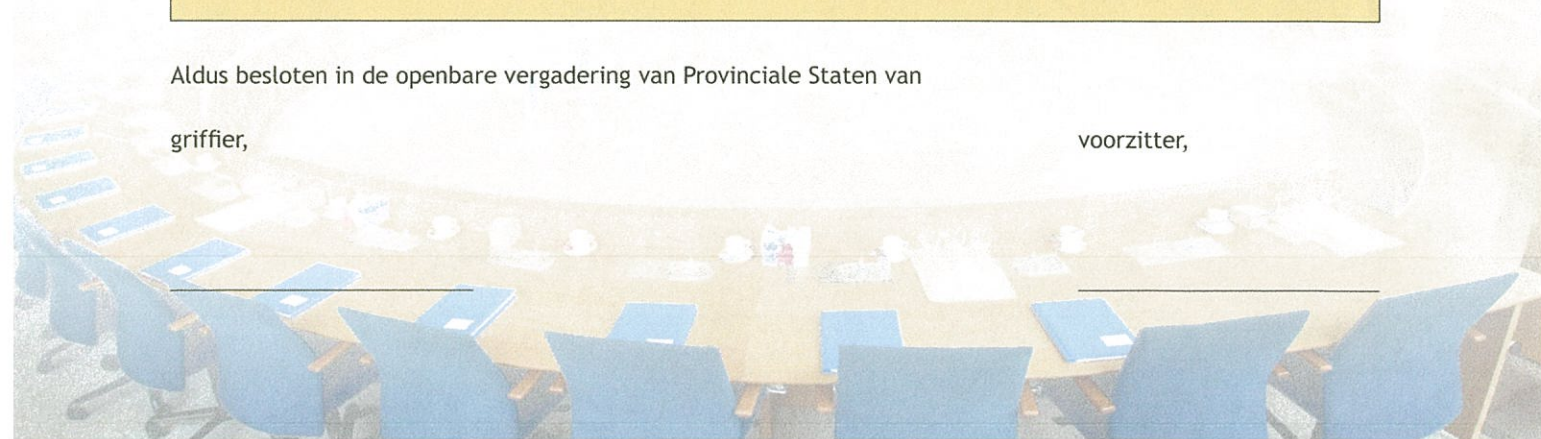 Aldus besloten in de openbare vergadering van Provinciale Staten van
griffier,
voorzitter,